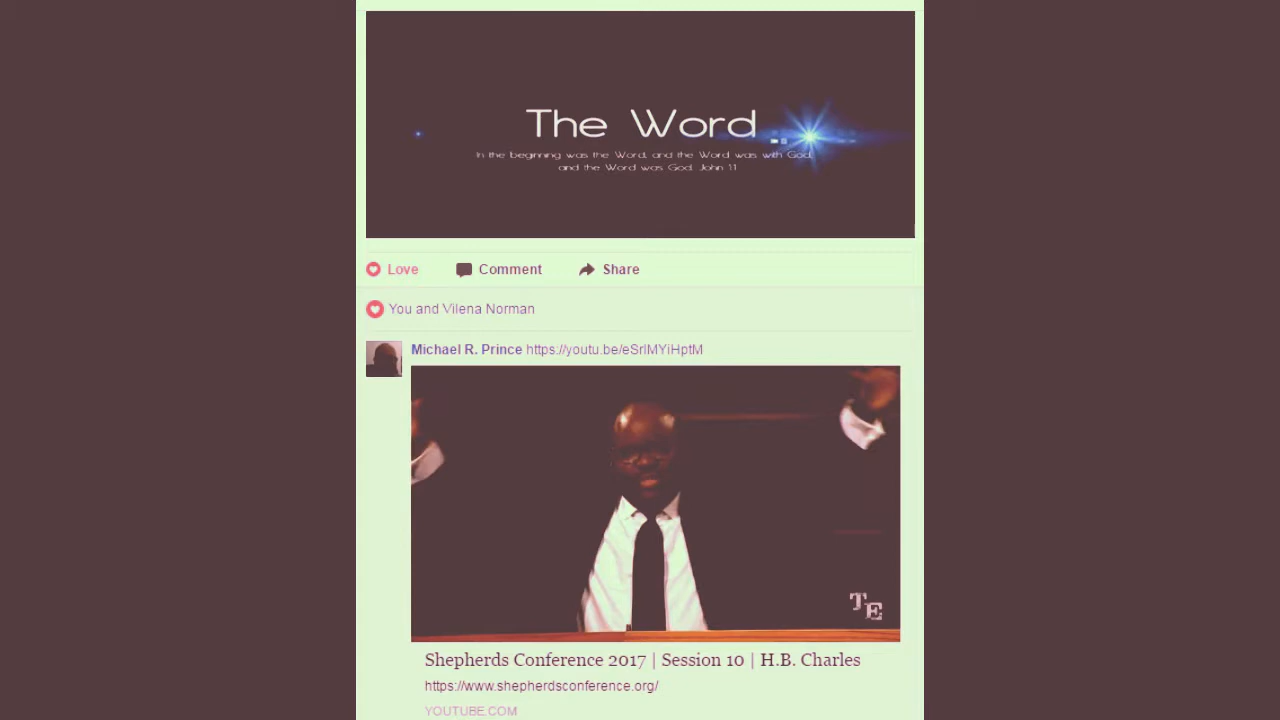 The Word
In the beginning was the Word, and the Word was with God,
and the Word was God. John 1:1
Love Comment Share
You and Vilena Norman
Michael R. Prince https://youtu.be/eSrIMYiHptM
TE
Shepherds Conference 2017 | Session 10 | H.B. Charles
https://www.shepherdsconference.org/
YOUTUBE.COM